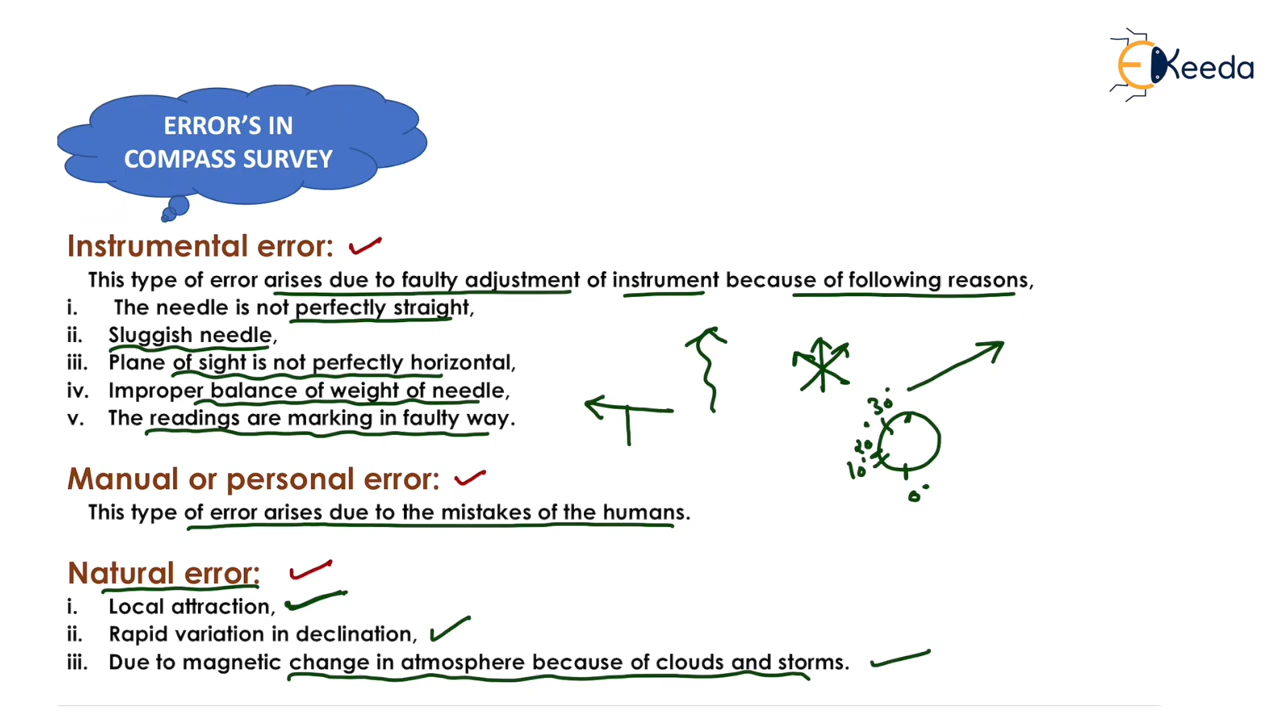 EKeeda
ERROR'S IN
COMPASS SURVEY
Instrumental error:
This type of error arises due to faulty adjustment of instrument because of following reasons,
i. The needle is not perfectly straight,
ii. Sluggish needle,
iii. Plane of sight is not perfectly horizontal,
iv. Improper balance of weight of needle,
v. The readings are marking in faulty way.
30°
20°
10°
0°
Manual or personal error:
This type of error arises due to the mistakes of the humans.
Natural error:
i. Local attraction,
ii. Rapid variation in declination,
iii. Due to magnetic change in atmosphere because of clouds and storms.